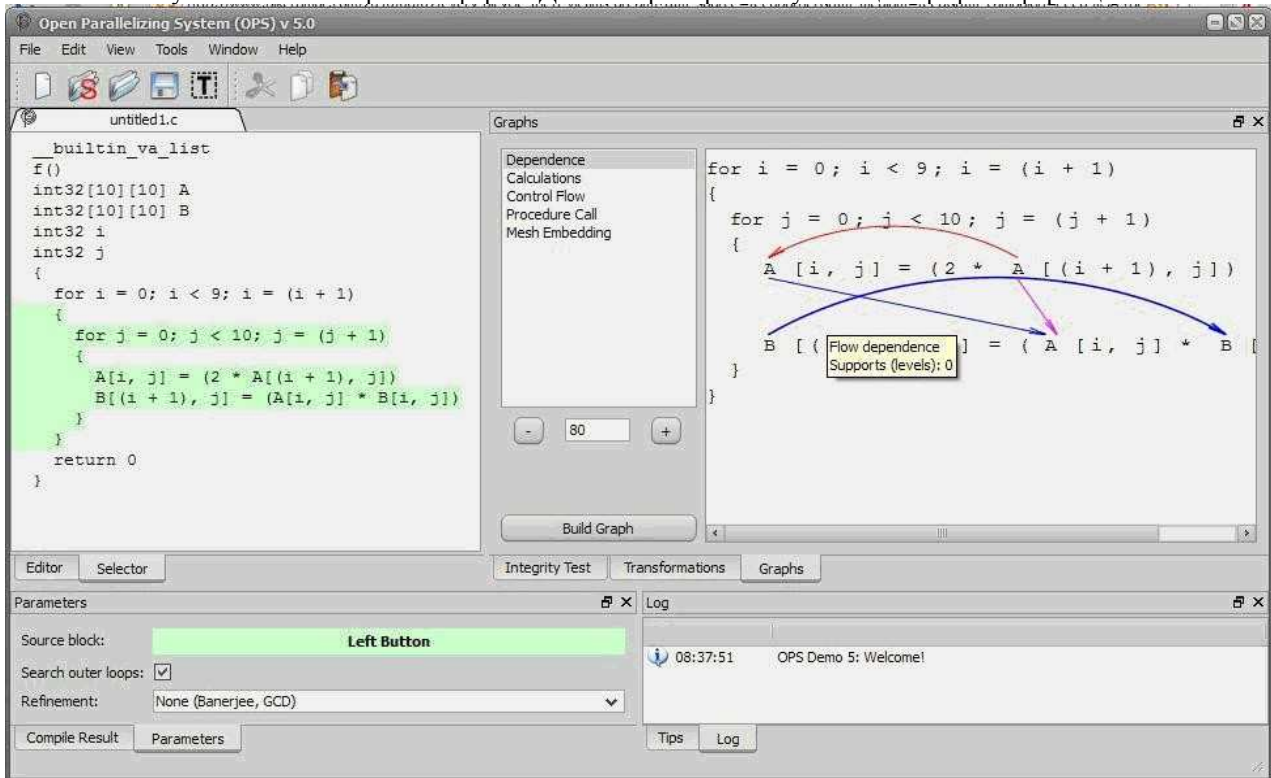 Open Parallelizing System (OPS) v 5.0
File Edit View Tools Window Help
S T
untitled1.c
__builtin_va_list
f()
int32[10][10] A
int32[10][10] B
int32 i
int32 j
{
for i = 0; i < 9; i = (i + 1)
{
for j = 0; j < 10; j = (j + 1)
{
A[i, j] = (2 * A[(i + 1), j])
B[(i + 1), j] = (A[i, j] * B[i, j])
}
}
return 0
}
Editor Selector
Graphs
Dependence
Calculations
Control Flow
Procedure Call
Mesh Embedding
- 80 +
Build Graph
for i = 0; i < 9; i = (i + 1)
{
for j = 0; j < 10; j = (j + 1)
{
A [i, j] = (2 * A [(i + 1), j])
B [( ] = ( A [i, j] * B [
Flow dependence
Supports (levels): 0
}
}
Integrity Test Transformations Graphs
Parameters
Source block: Left Button
Search outer loops:
Refinement: None (Banerjee, GCD)
Compile Result Parameters
Log
08:37:51 OPS Demo 5: Welcome!
Tips Log